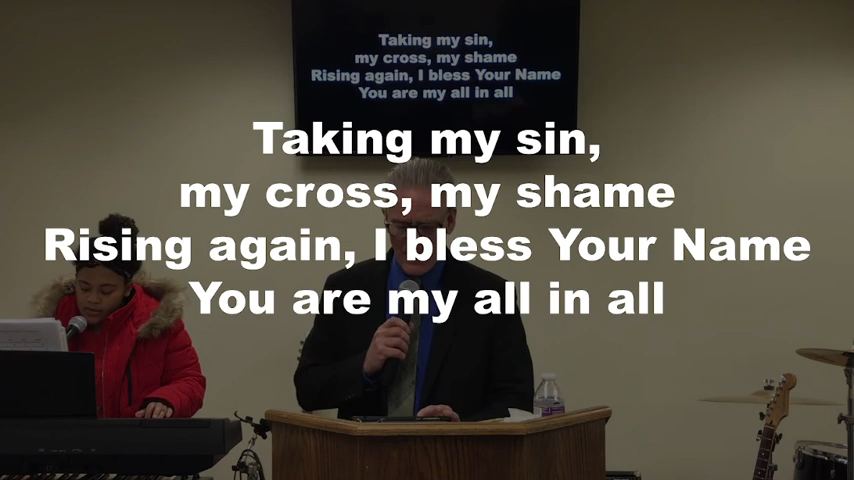 Taking my sin,
my cross, my shame
Rising again, I bless Your Name
You are my all in all
Taking my sin,
my cross, my shame
Rising again, I bless Your Name
You are my all in all